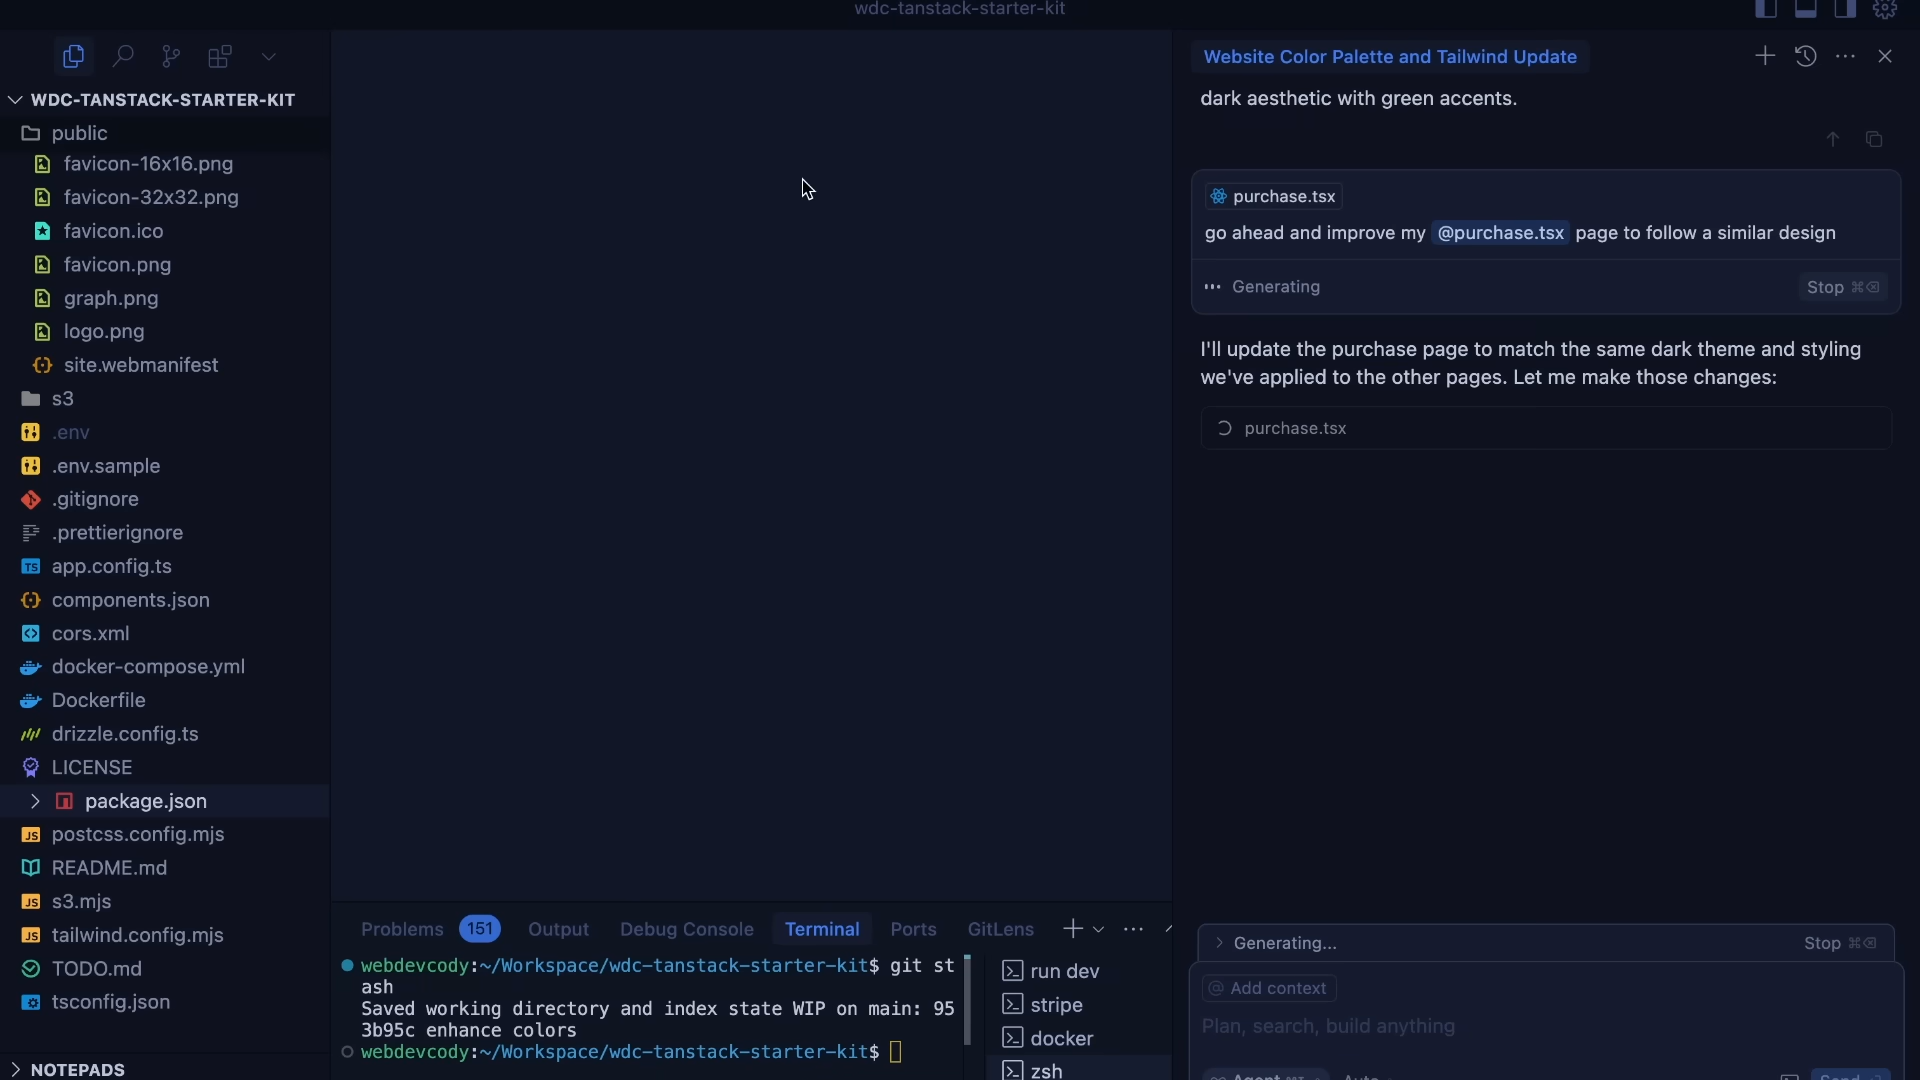 wdc-tanstack-starter-kit
WDC-TANSTACK-STARTER-KIT
public
favicon-16x16.png
favicon-32x32.png
favicon.ico
favicon.png
graph.png
logo.png
site.webmanifest
s3
.env
.env.sample
.gitignore
.prettierignore
app.config.ts
components.json
cors.xml
docker-compose.yml
Dockerfile
drizzle.config.ts
LICENSE
package.json
postcss.config.mjs
README.md
s3.mjs
tailwind.config.mjs
TODO.md
tsconfig.json
NOTEPADS
Problems 151 Output Debug Console Terminal Ports GitLens
webdevcody:~/Workspace/wdc-tanstack-starter-kit$ git st
ash
Saved working directory and index state WIP on main: 95
3b95c enhance colors
webdevcody:~/Workspace/wdc-tanstack-starter-kit$
run dev
stripe
docker
zsh
Website Color Palette and Tailwind Update
dark aesthetic with green accents.
purchase.tsx
go ahead and improve my @purchase.tsx page to follow a similar design
Generating Stop ⌘⌫
I'll update the purchase page to match the same dark theme and styling
we've applied to the other pages. Let me make those changes:
purchase.tsx
Generating... Stop ⌘⌫
@ Add context
Plan, search, build anything
Agent Auto Send